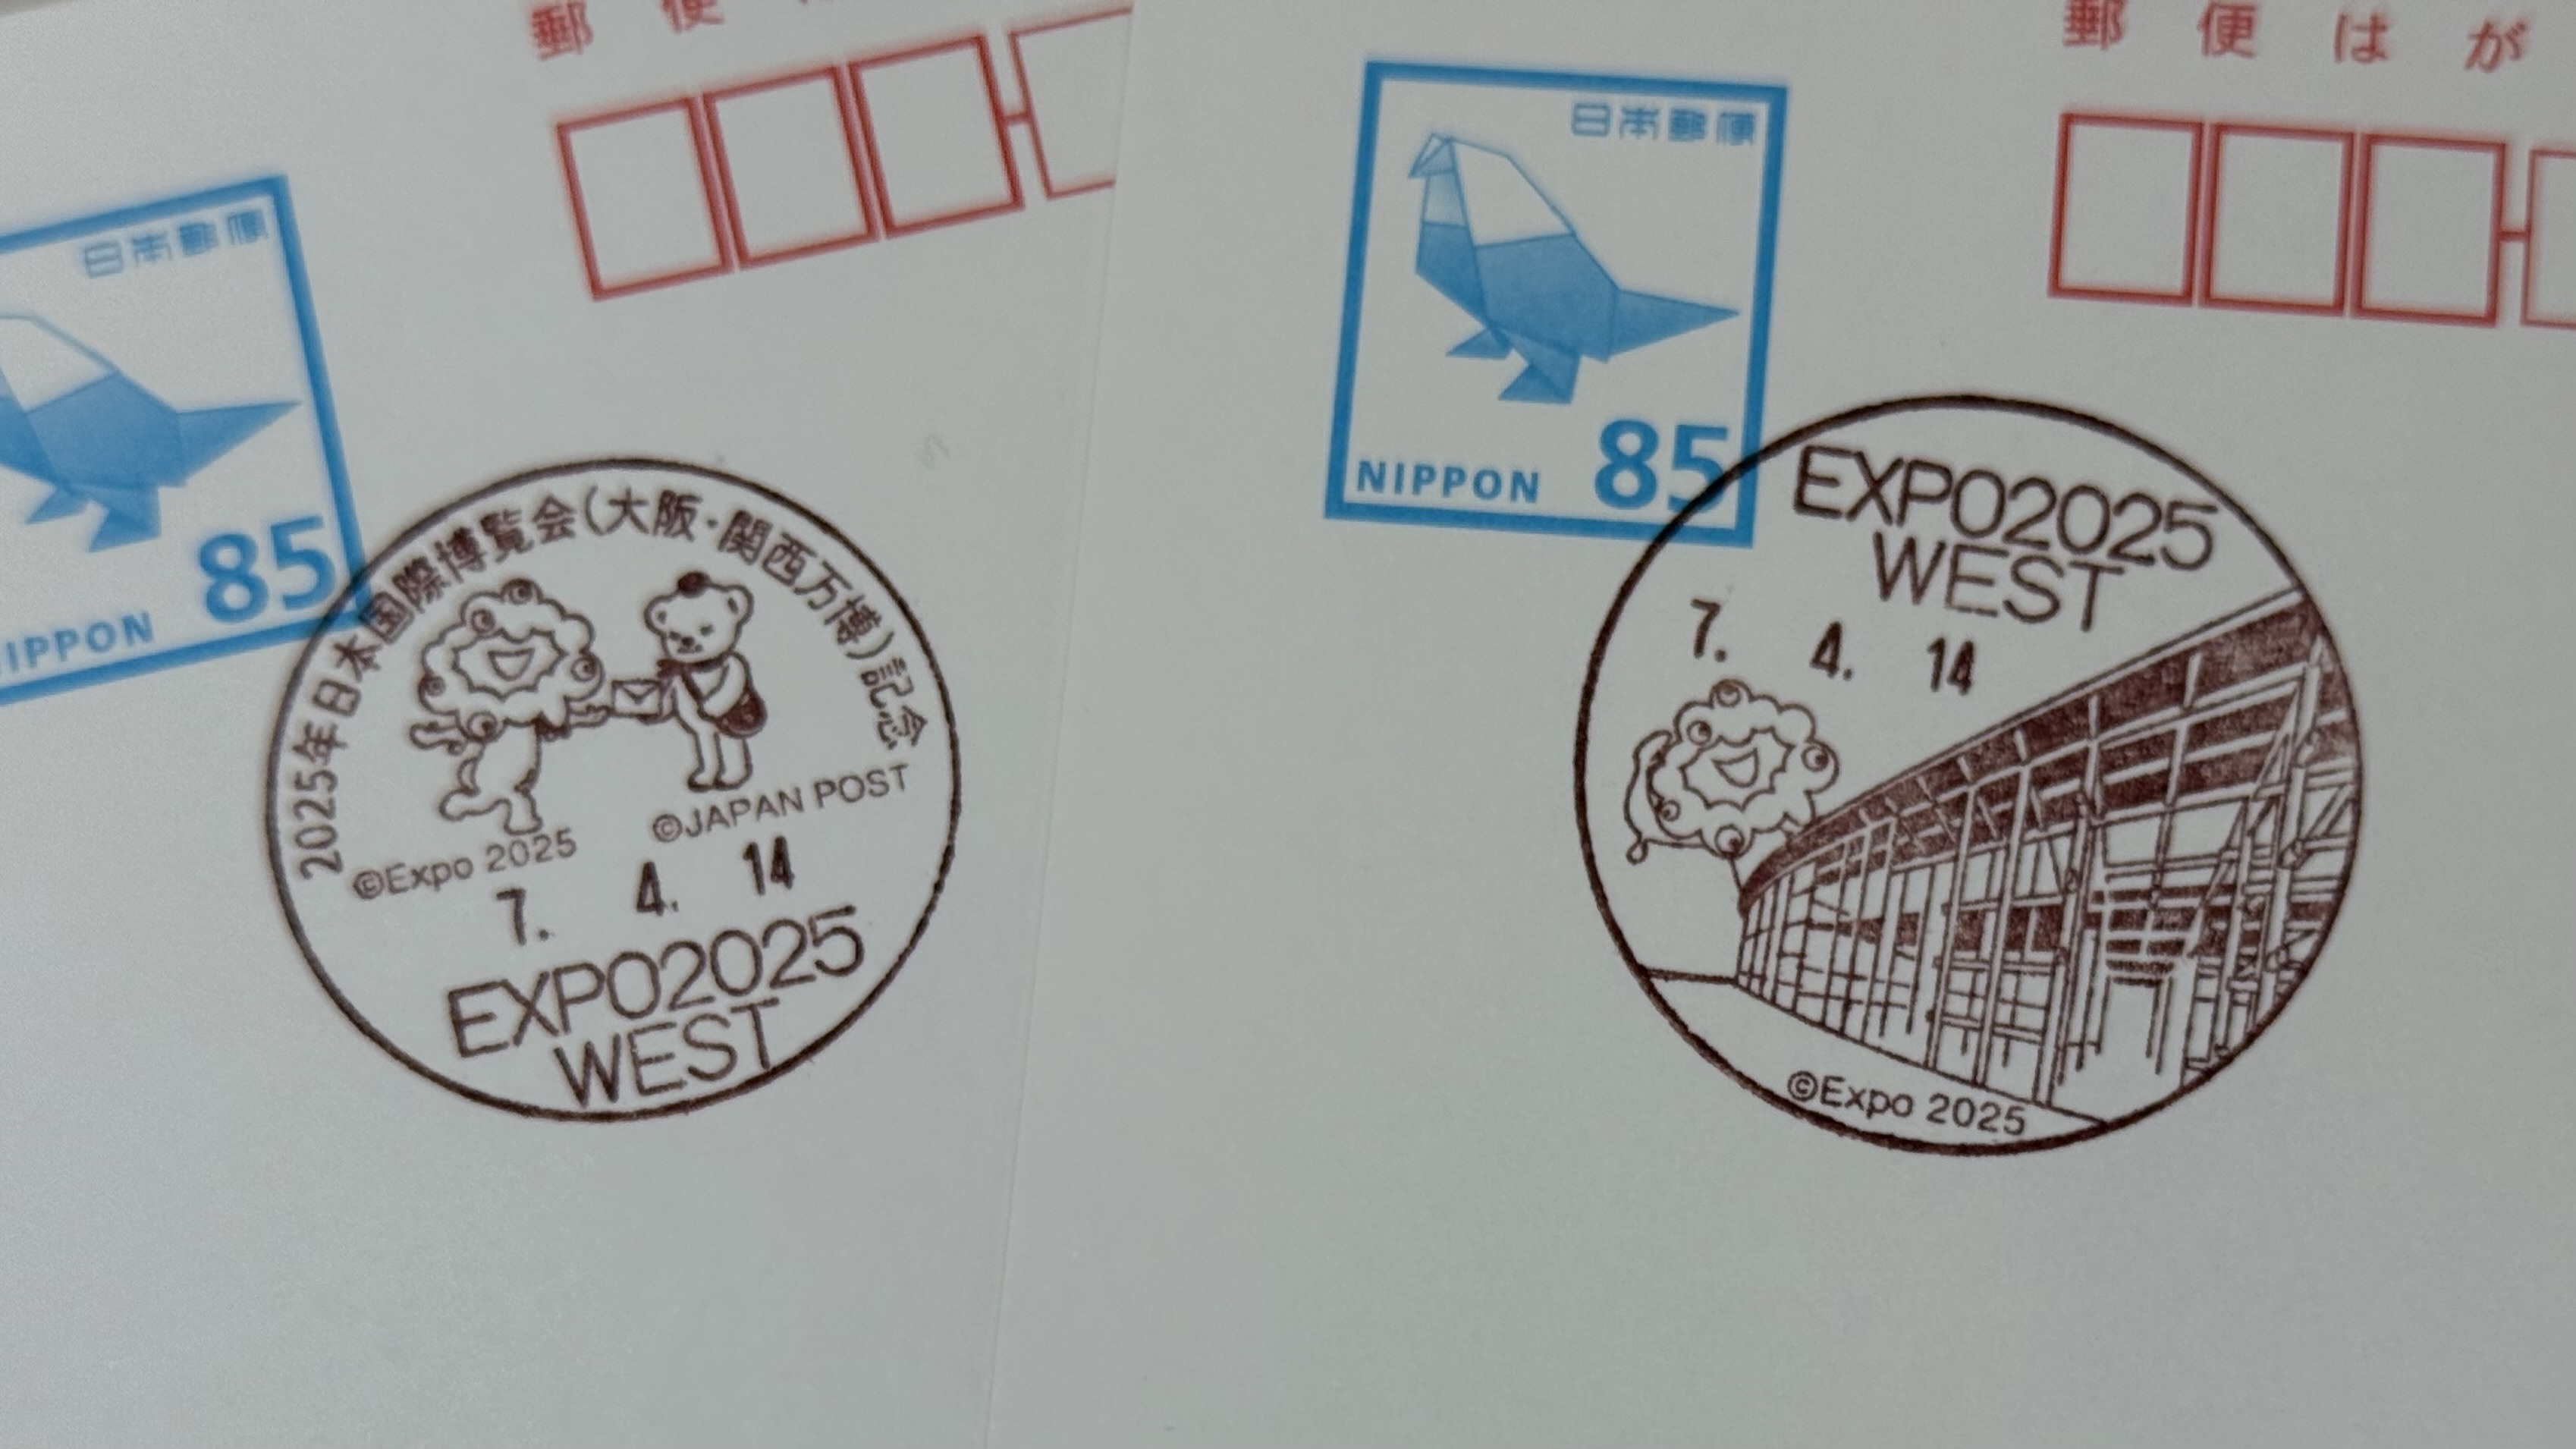 郵便
日本郵便
85
NIPPON
2025年日本国際博覧会(大阪・関西万博)記念
©Expo 2025
©JAPAN POST
7. 4. 14
EXPO2025
WEST
郵便はが
日本郵便
NIPPON 85
EXPO2025
WEST
7. 4. 14
©Expo 2025